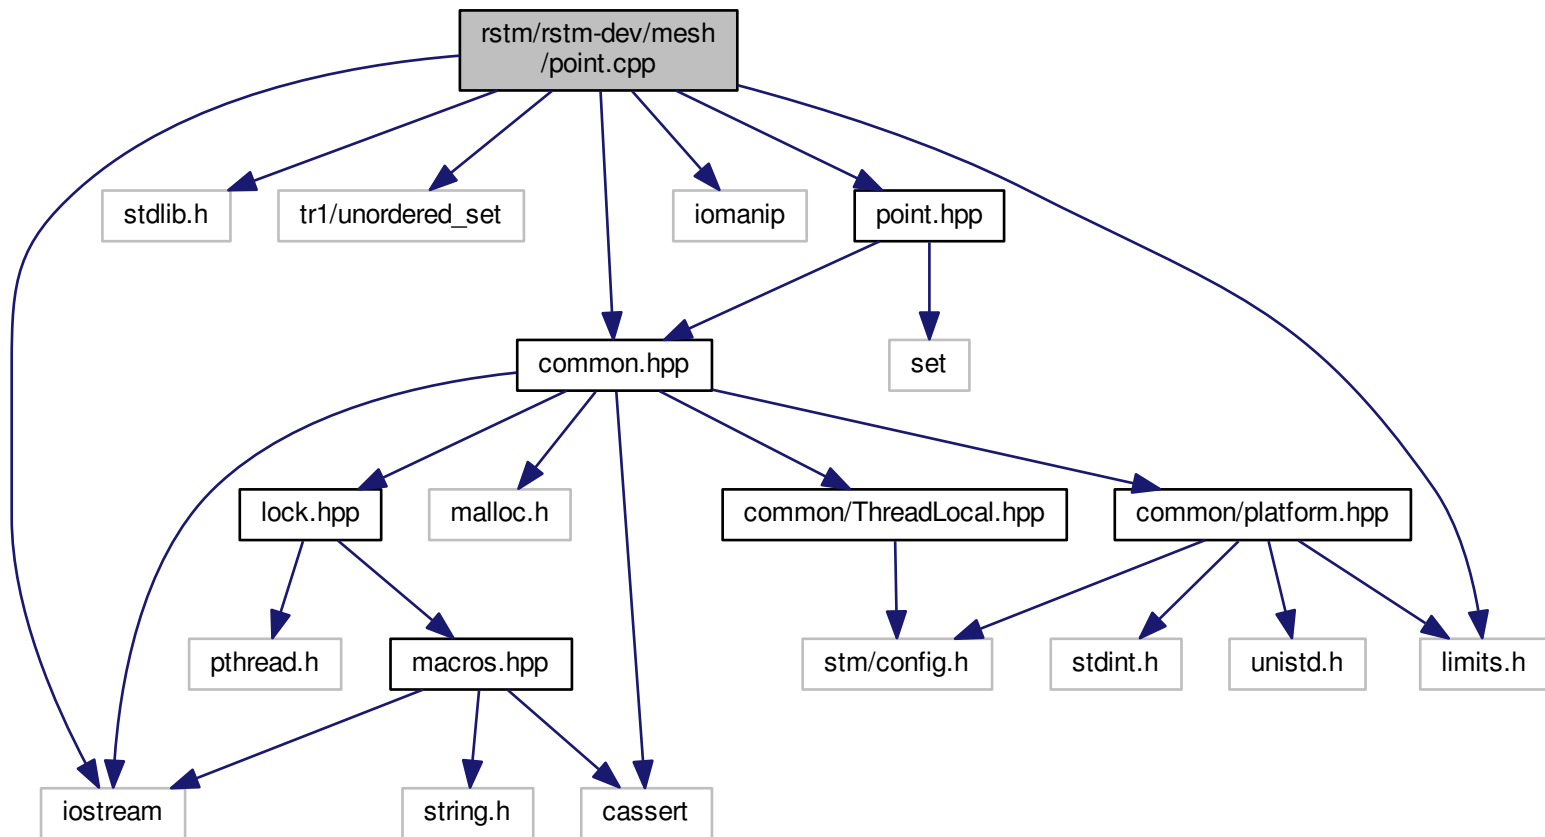 rstm/rstm-dev/mesh
/point.cpp
stdlib.h
tr1/unordered_set
iomanip
point.hpp
common.hpp
set
lock.hpp
malloc.h
common/ThreadLocal.hpp
common/platform.hpp
pthread.h
macros.hpp
stm/config.h
stdint.h
unistd.h
limits.h
iostream
string.h
cassert